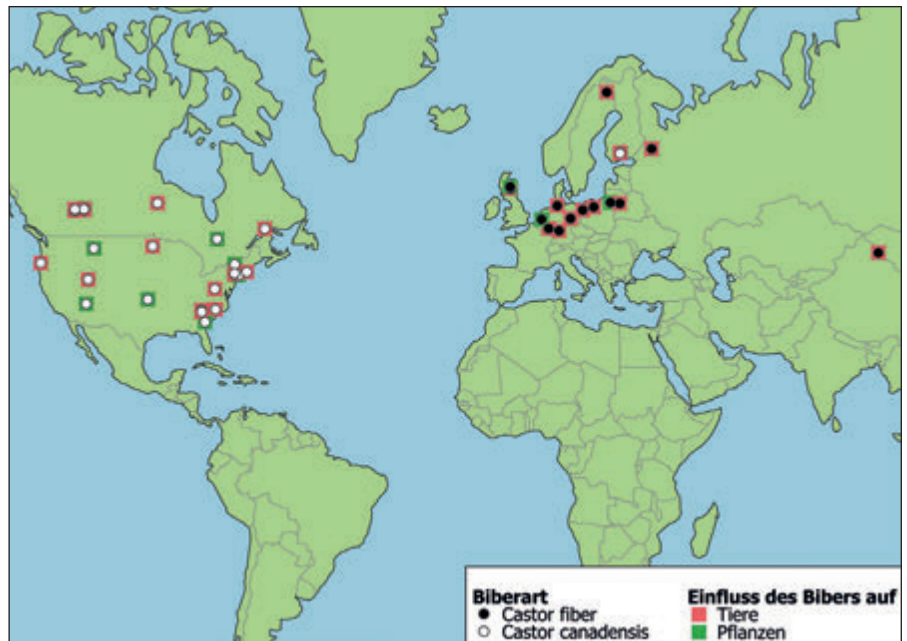 Biberart
Castor fiber
Castor canadensis
Einfluss des Bibers auf
Tiere
Pflanzen